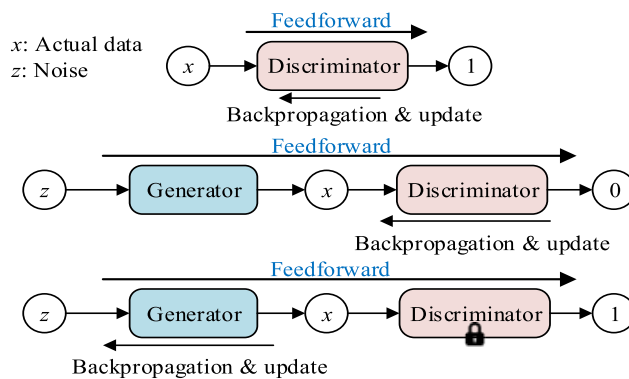 Feedforward
x: Actual data
z: Noise
x Discriminator 1
Backpropagation & update
Feedforward
z Generator x Discriminator 0
Backpropagation & update
Feedforward
z Generator x Discriminator 1
Backpropagation & update